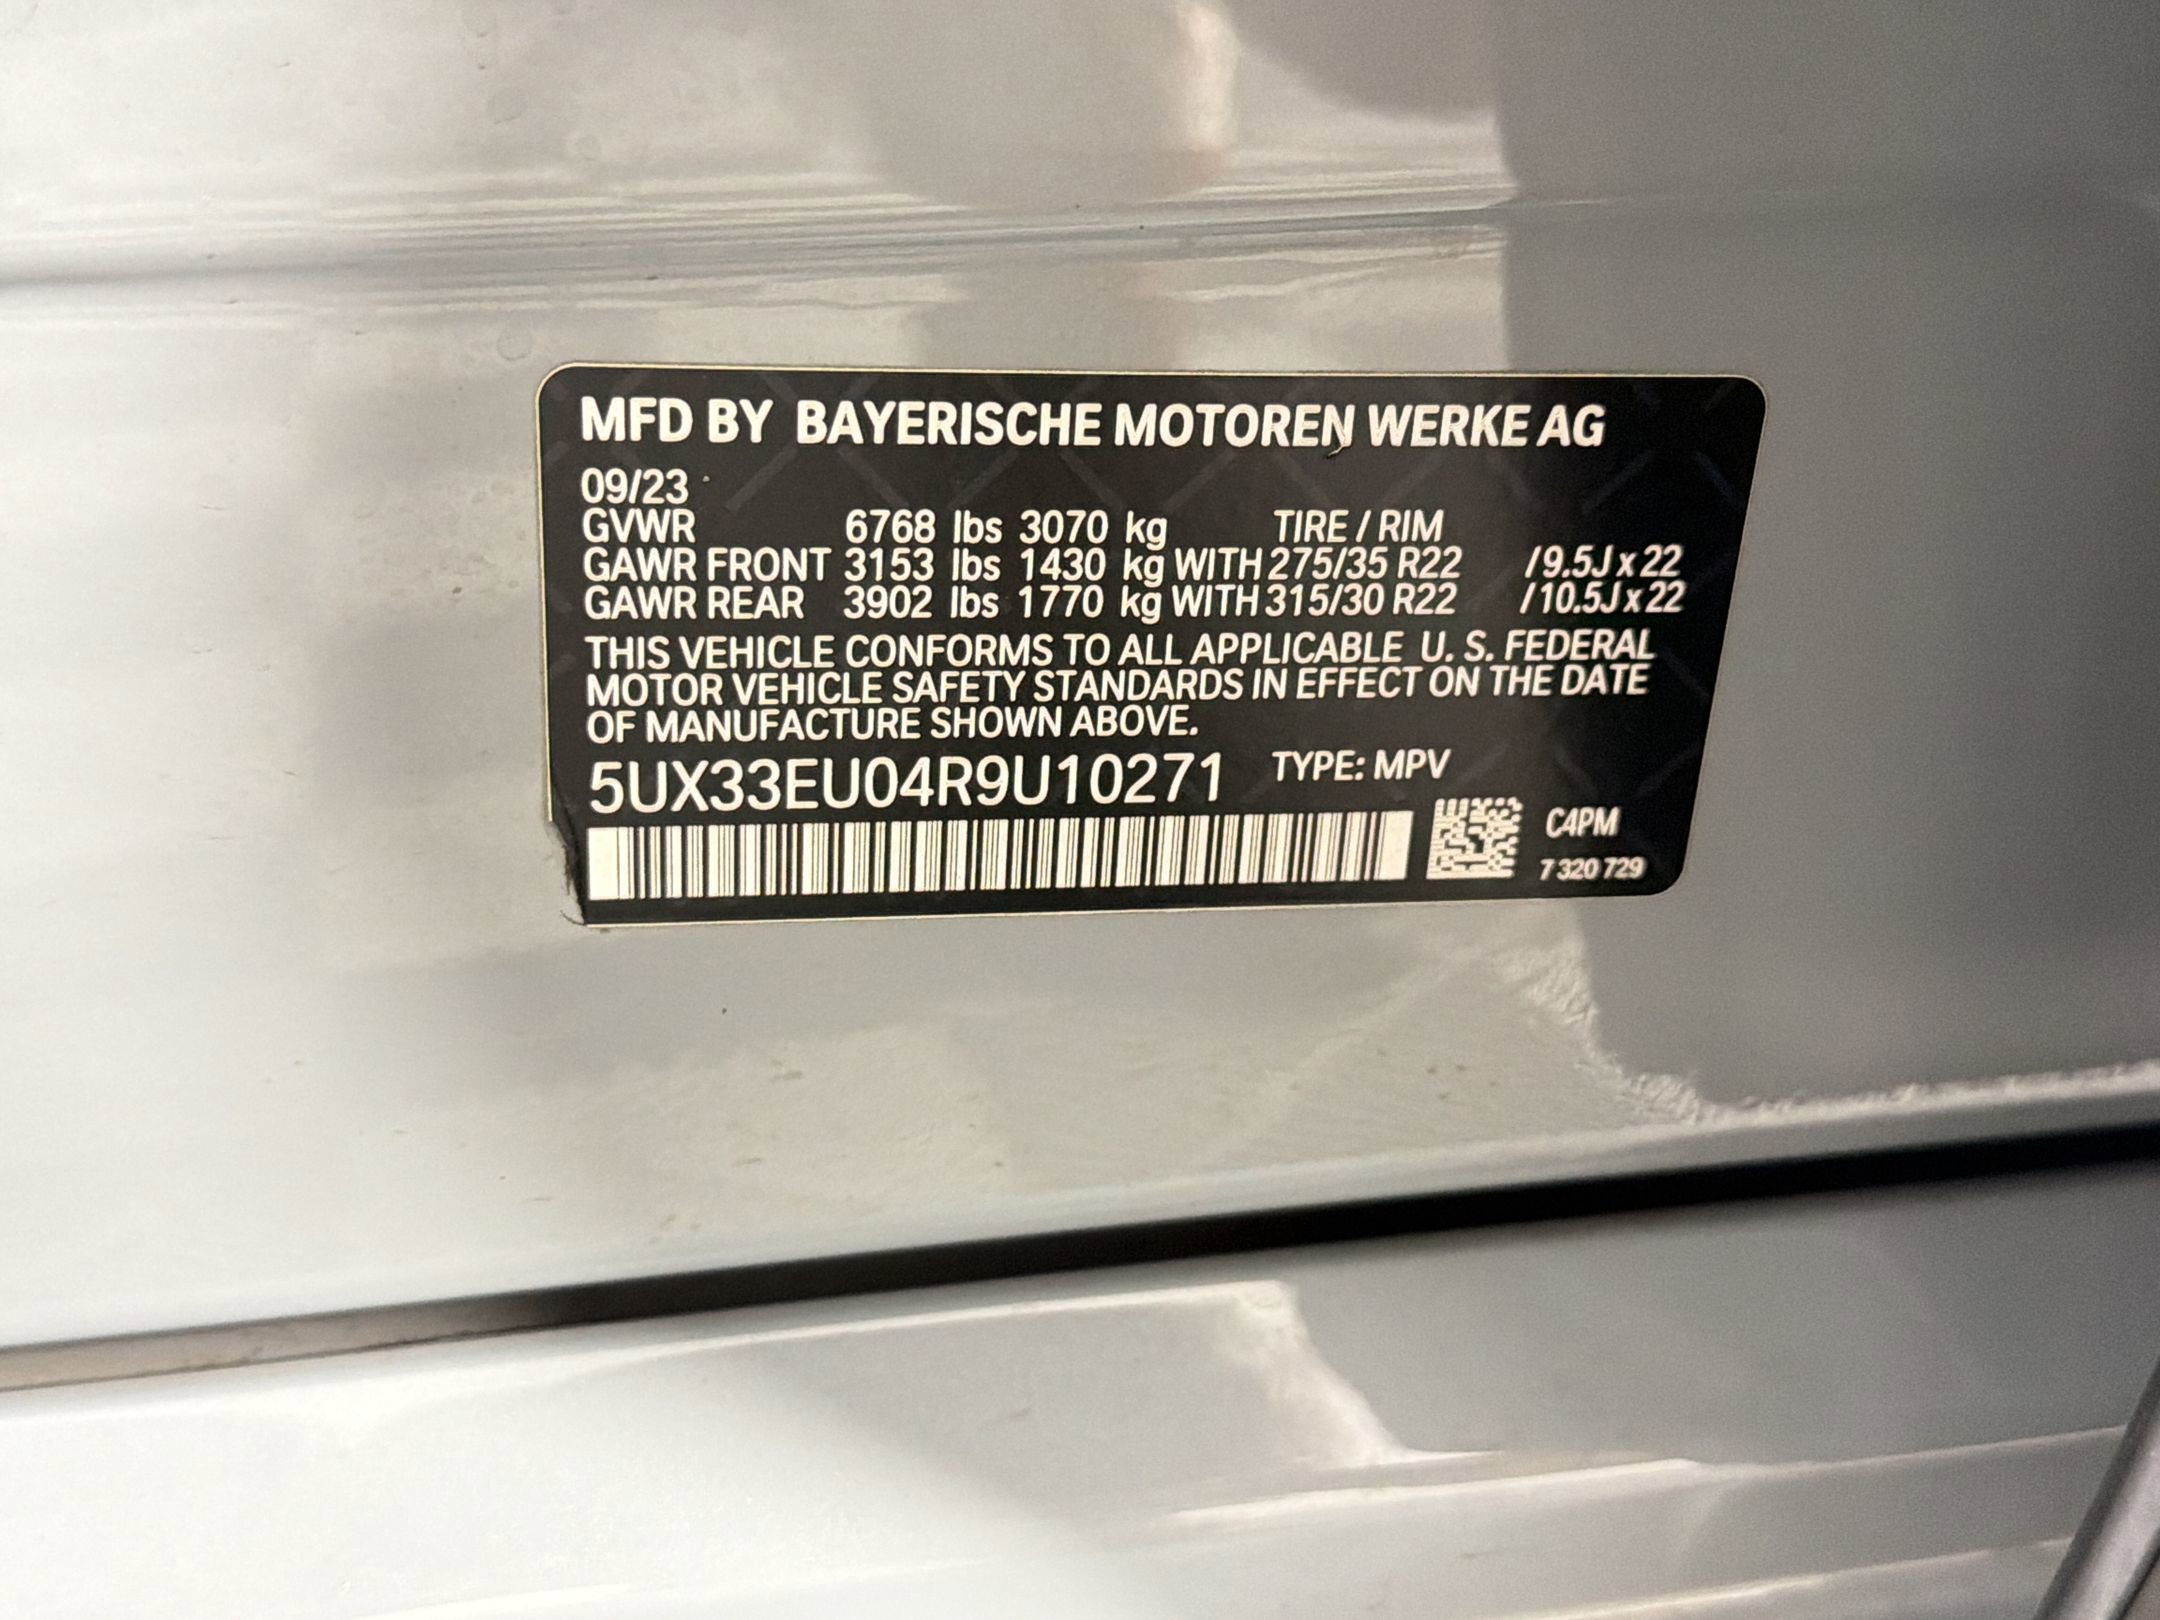 MFD BY BAYERISCHE MOTOREN WERKE AG
09/23
GVWR 6768 lbs 3070 kg TIRE / RIM
GAWR FRONT 3153 lbs 1430 kg WITH 275/35 R22 /9.5J x 22
GAWR REAR 3902 lbs 1770 kg WITH 315/30 R22 /10.5J x 22
THIS VEHICLE CONFORMS TO ALL APPLICABLE U. S. FEDERAL
MOTOR VEHICLE SAFETY STANDARDS IN EFFECT ON THE DATE
OF MANUFACTURE SHOWN ABOVE.
5UX33EU04R9U10271 TYPE: MPV
C4PM
7 320 729